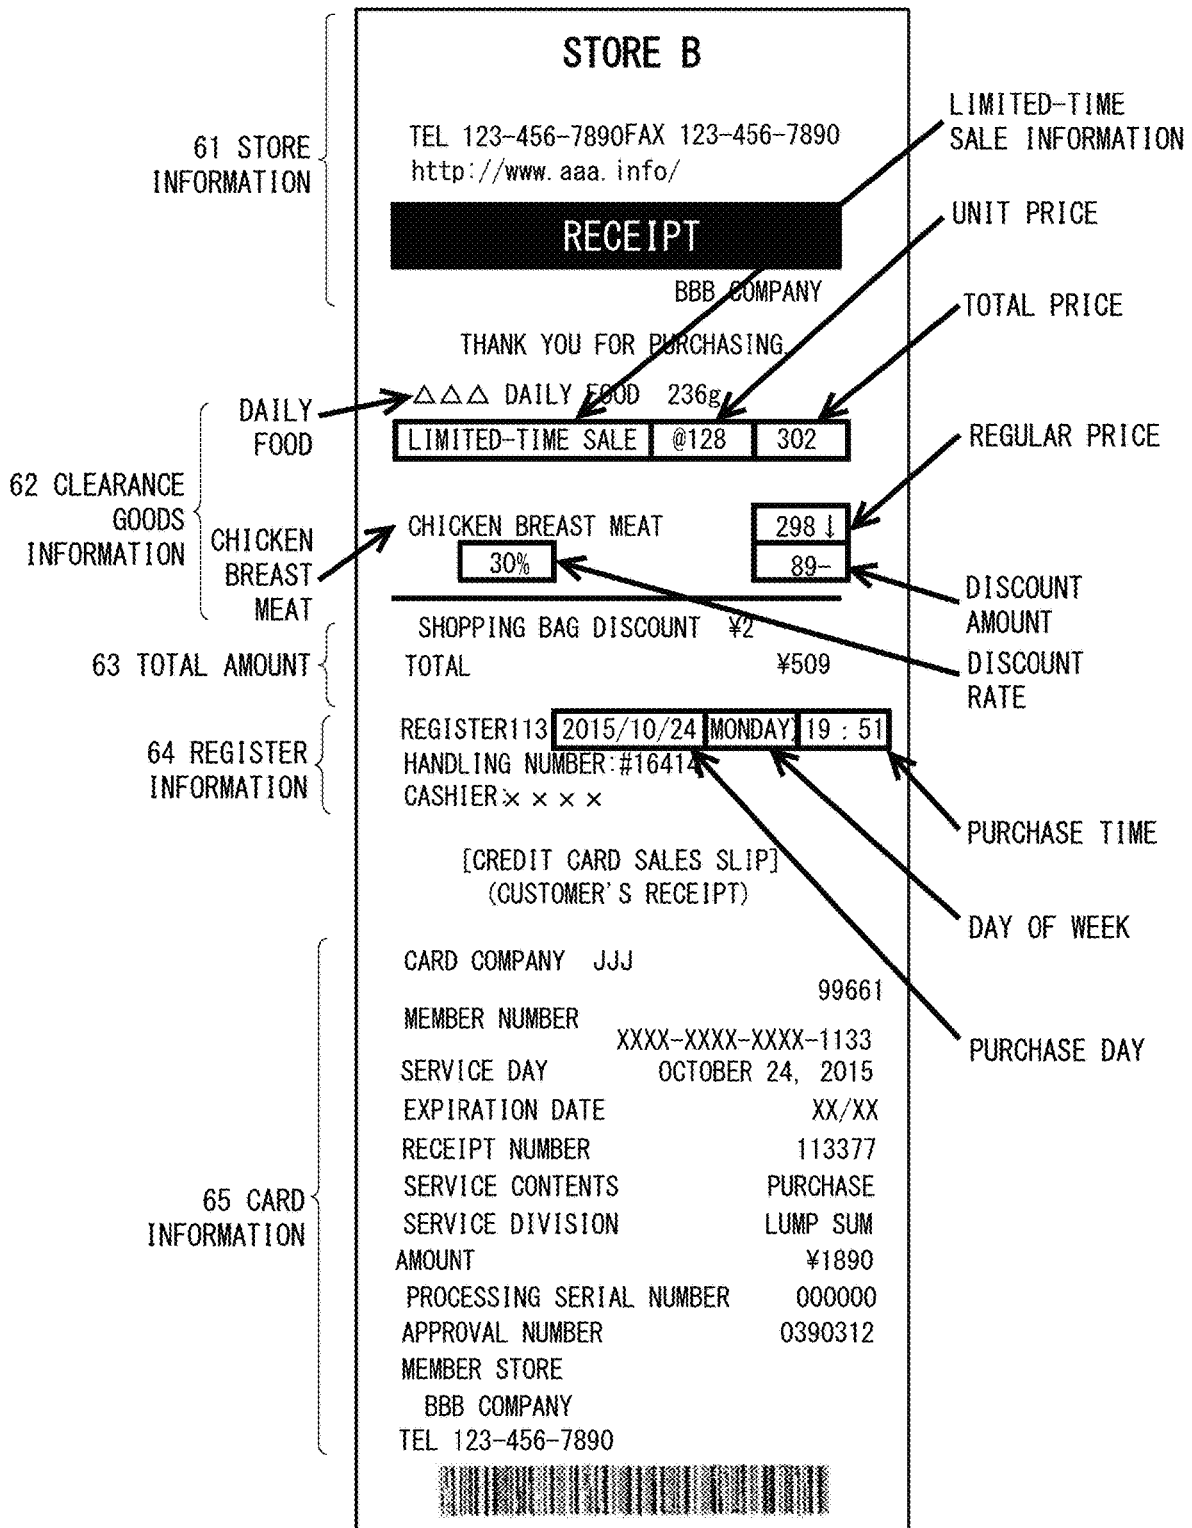 STORE B
TEL 123-456-7890FAX 123-456-7890
http://www.aaa.info/
RECEIPT
BBB COMPANY
THANK YOU FOR PURCHASING.
△△△ DAILY FOOD 236g
LIMITED-TIME SALE @128 302
CHICKEN BREAST MEAT 298↓
30% 89-
SHOPPING BAG DISCOUNT ¥2
TOTAL ¥509
REGISTER113 2015/10/24 MONDAY) 19:51
HANDLING NUMBER:#16414
CASHIER:××××
[CREDIT CARD SALES SLIP]
(CUSTOMER'S RECEIPT)
CARD COMPANY JJJ
99661
MEMBER NUMBER
XXXX-XXXX-XXXX-1133
SERVICE DAY OCTOBER 24, 2015
EXPIRATION DATE XX/XX
RECEIPT NUMBER 113377
SERVICE CONTENTS PURCHASE
SERVICE DIVISION LUMP SUM
AMOUNT ¥1890
PROCESSING SERIAL NUMBER 000000
APPROVAL NUMBER 0390312
MEMBER STORE
BBB COMPANY
TEL 123-456-7890
61 STORE
INFORMATION
62 CLEARANCE
GOODS
INFORMATION
DAILY
FOOD
CHICKEN
BREAST
MEAT
63 TOTAL AMOUNT
64 REGISTER
INFORMATION
65 CARD
INFORMATION
LIMITED-TIME
SALE INFORMATION
UNIT PRICE
TOTAL PRICE
REGULAR PRICE
DISCOUNT
AMOUNT
DISCOUNT
RATE
PURCHASE TIME
DAY OF WEEK
PURCHASE DAY